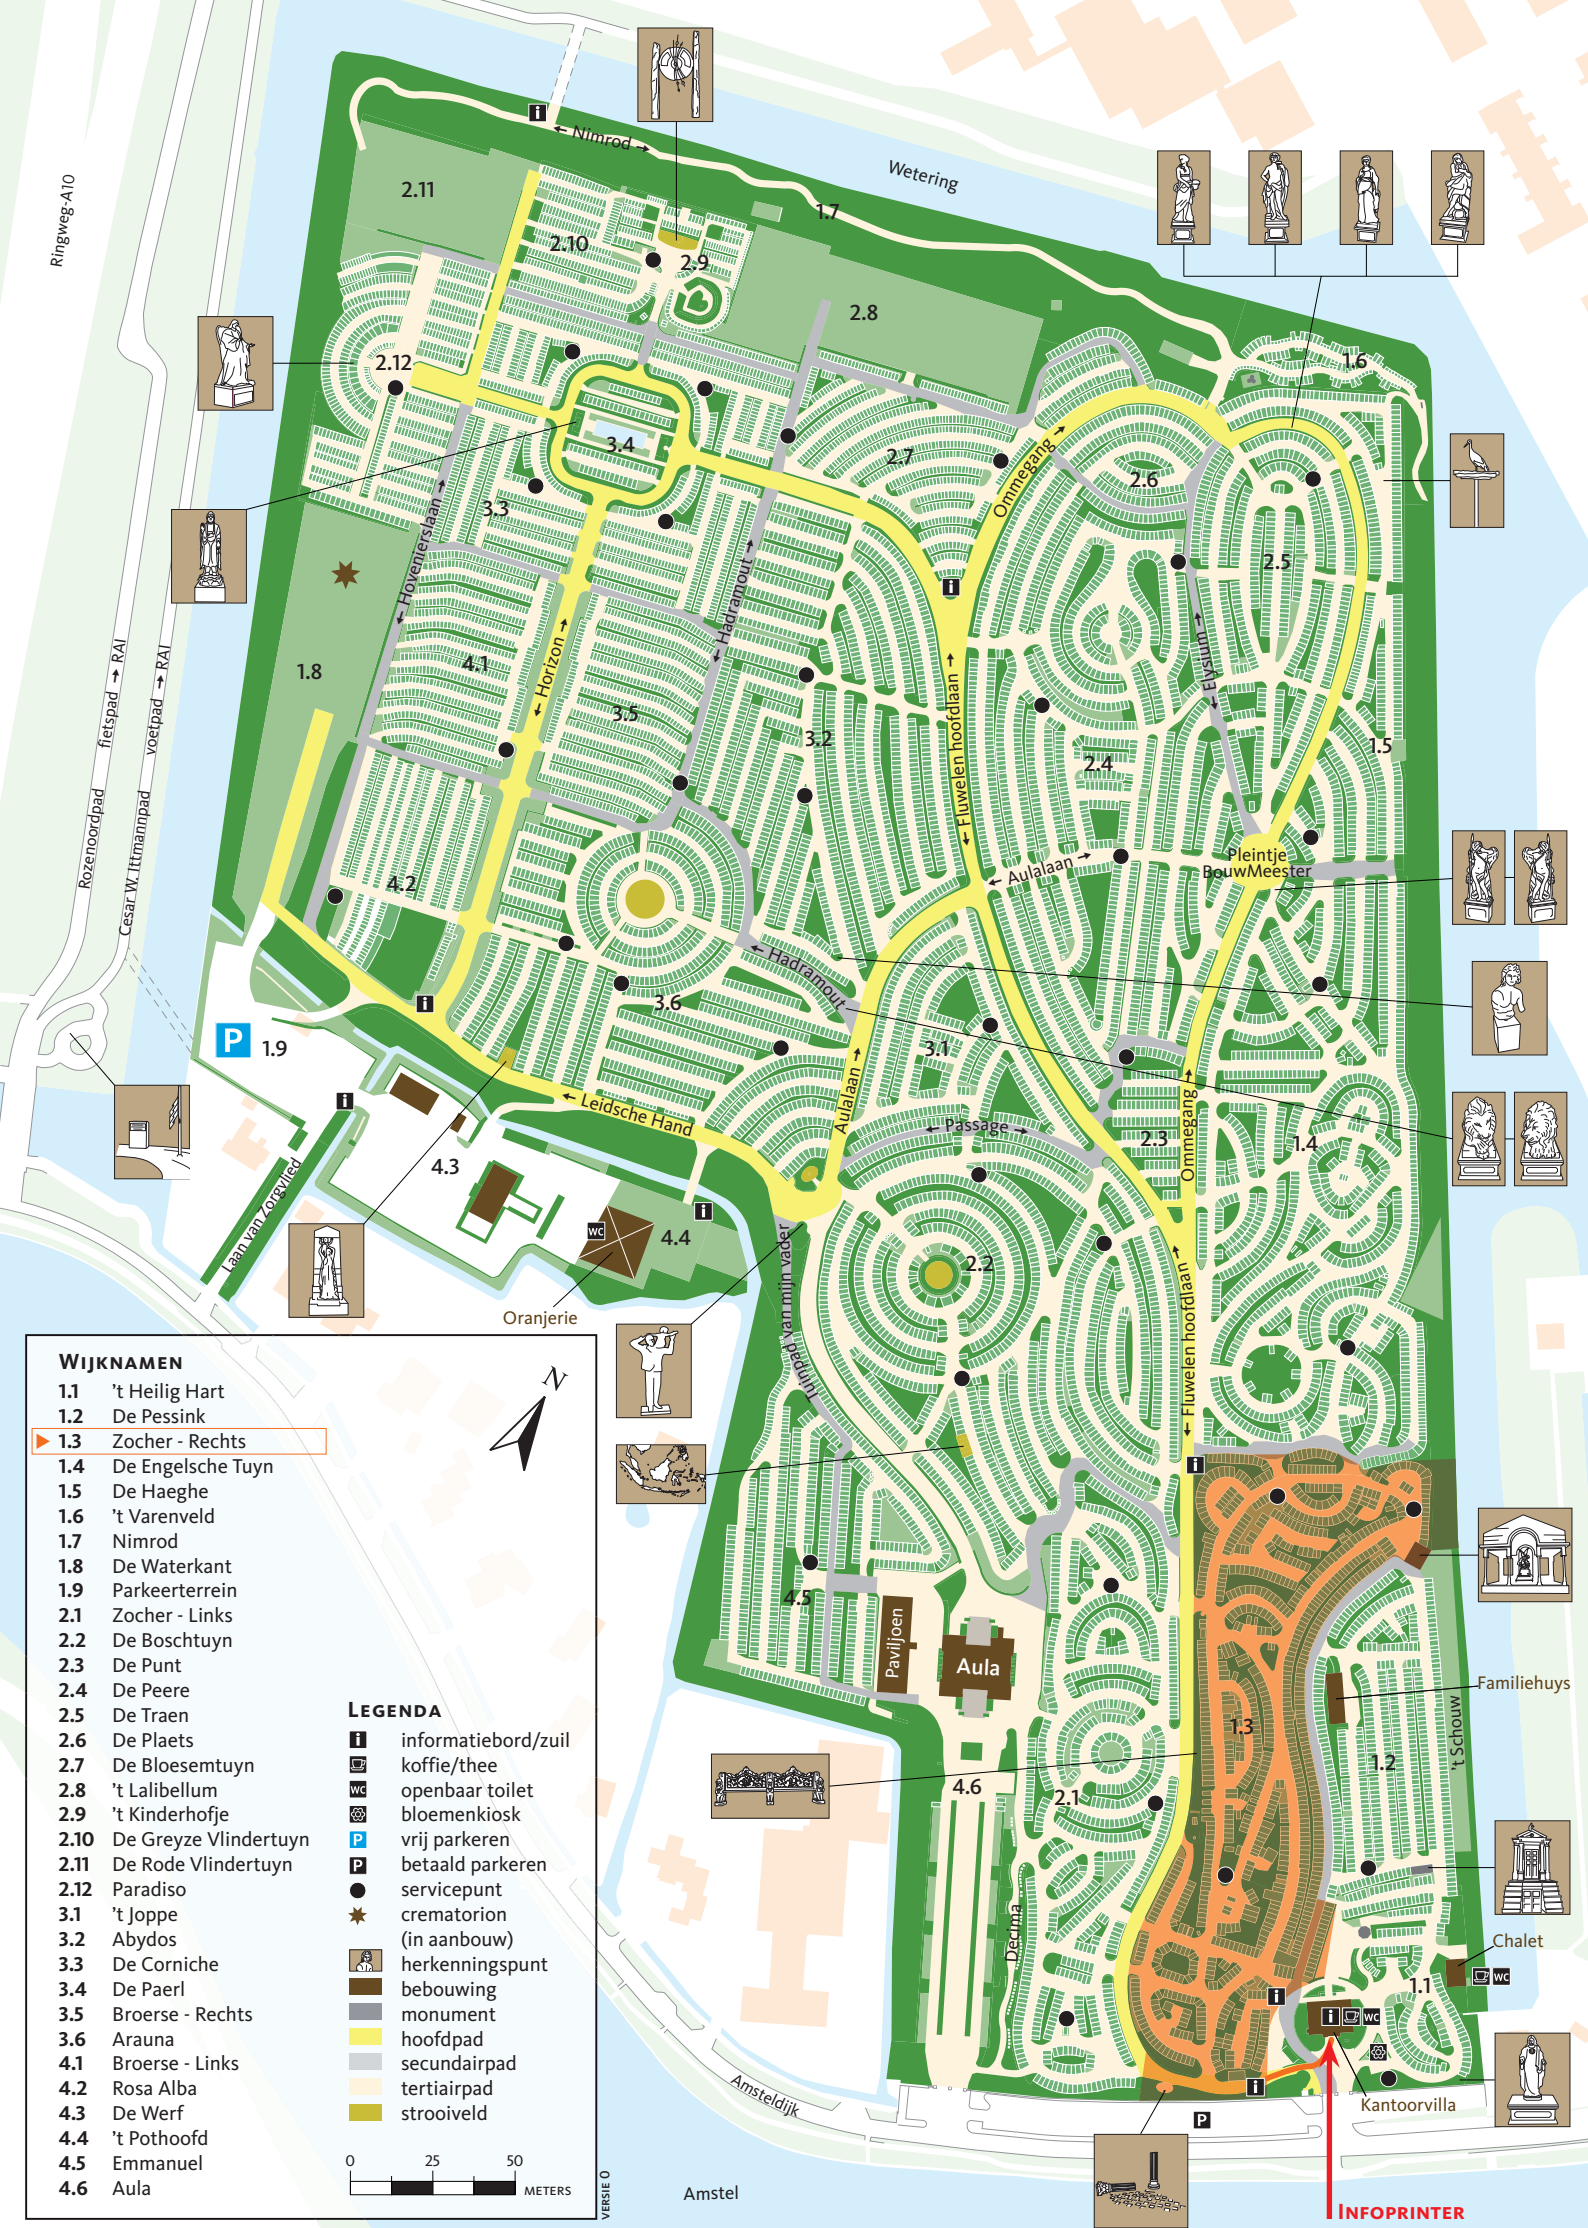 Nimrod
Wetering
Ringweg-A10
2.11
2.10
2.9
1.7
2.8
1.6
2.12
3.4
2.7
2.6
Ommegang
3.3
Hovenierslaan
Hadramout
2.5
Elysium
1.8
4.1
Horizon
3.5
3.2
Fluwelen hoofdlaan
2.4
1.5
fietspad → RAI
voetpad → RAI
Rozenoordpad
Cesar W. Ittmannpad
4.2
Aulalaan
Pleintje
BouwMeester
Hadramout
3.6
3.1
P
1.9
Aulalaan
Leidsche Hand
Passage
2.3
Ommegang
1.4
4.3
Laan van Zorgvlied
WC
4.4
Oranjerie
Tuinpad van mijn vader
2.2
Fluwelen hoofdlaan
4.5
Paviljoen
Aula
4.6
2.1
Decima
1.3
1.2
Familiehuys
't Schouw
Chalet
WC
1.1
WC
Kantoorvilla
P
Amsteldijk
Amstel
INFOPRINTER
N
WIJKNAMEN
1.1 't Heilig Hart
1.2 De Pessink
1.3 Zocher - Rechts
1.4 De Engelsche Tuyn
1.5 De Haeghe
1.6 't Varenveld
1.7 Nimrod
1.8 De Waterkant
1.9 Parkeerterrein
2.1 Zocher - Links
2.2 De Boschtuyn
2.3 De Punt
2.4 De Peere
2.5 De Traen
2.6 De Plaets
2.7 De Bloesemtuyn
2.8 't Lalibellum
2.9 't Kinderhofje
2.10 De Greyze Vlindertuyn
2.11 De Rode Vlindertuyn
2.12 Paradiso
3.1 't Joppe
3.2 Abydos
3.3 De Corniche
3.4 De Paerl
3.5 Broerse - Rechts
3.6 Arauna
4.1 Broerse - Links
4.2 Rosa Alba
4.3 De Werf
4.4 't Pothoofd
4.5 Emmanuel
4.6 Aula
LEGENDA
i informatiebord/zuil
koffie/thee
WC openbaar toilet
bloemenkiosk
P vrij parkeren
P betaald parkeren
servicepunt
crematorion
(in aanbouw)
herkenningspunt
bebouwing
monument
hoofdpad
secundairpad
tertiairpad
strooiveld
0 25 50
METERS
VERSIE O